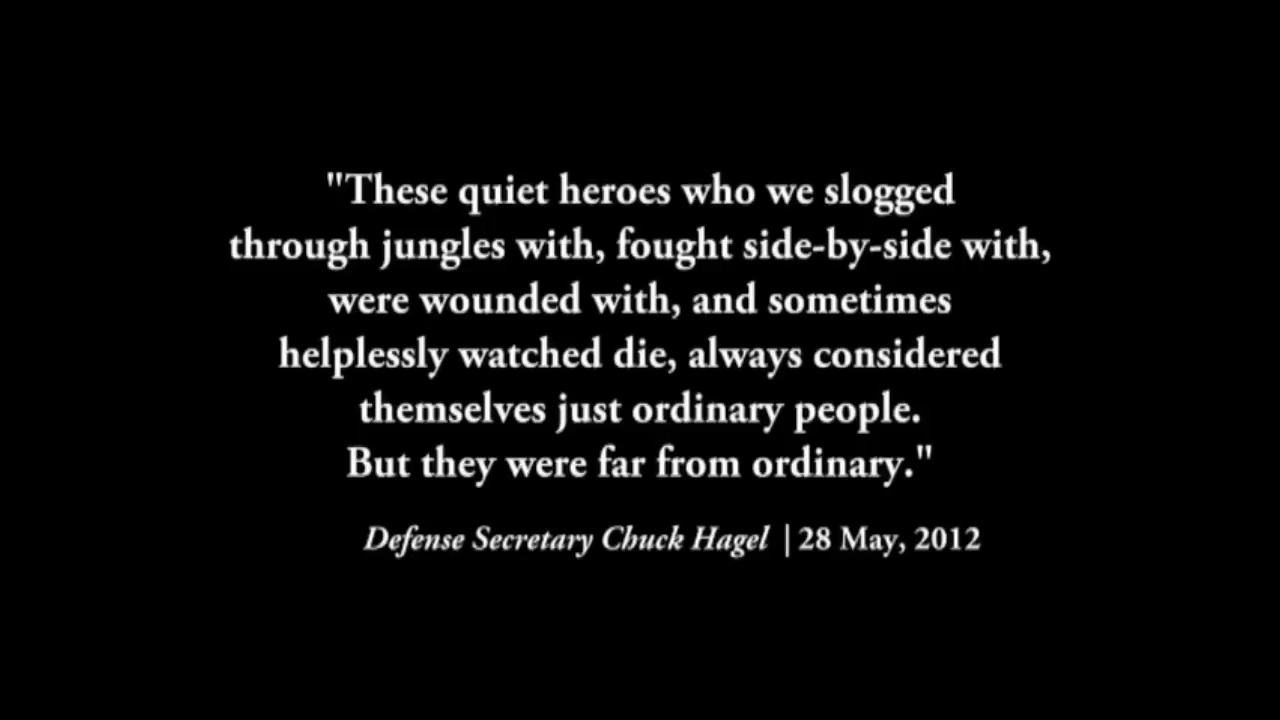 "These quiet heroes who we slogged
through jungles with, fought side-by-side with,
were wounded with, and sometimes
helplessly watched die, always considered
themselves just ordinary people.
But they were far from ordinary."
Defense Secretary Chuck Hagel | 28 May, 2012